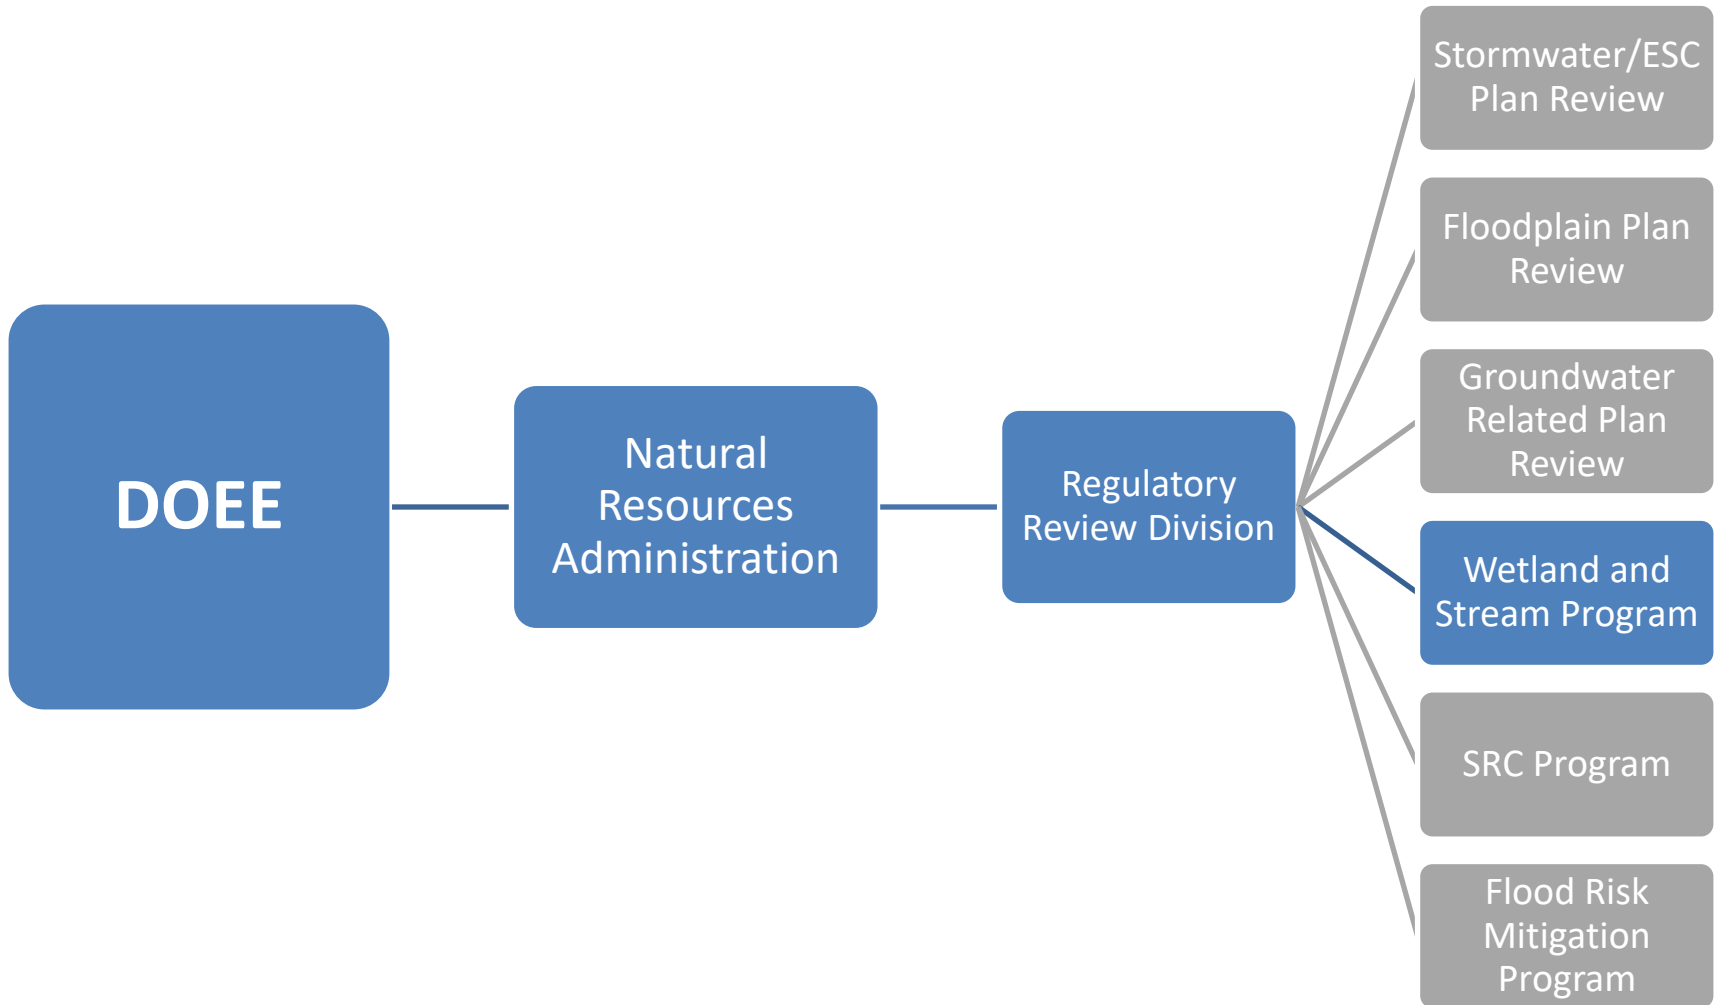 DOEE
Natural
Resources
Administration
Regulatory
Review Division
Stormwater/ESC
Plan Review
Floodplain Plan
Review
Groundwater
Related Plan
Review
Wetland and
Stream Program
SRC Program
Flood Risk
Mitigation
Program